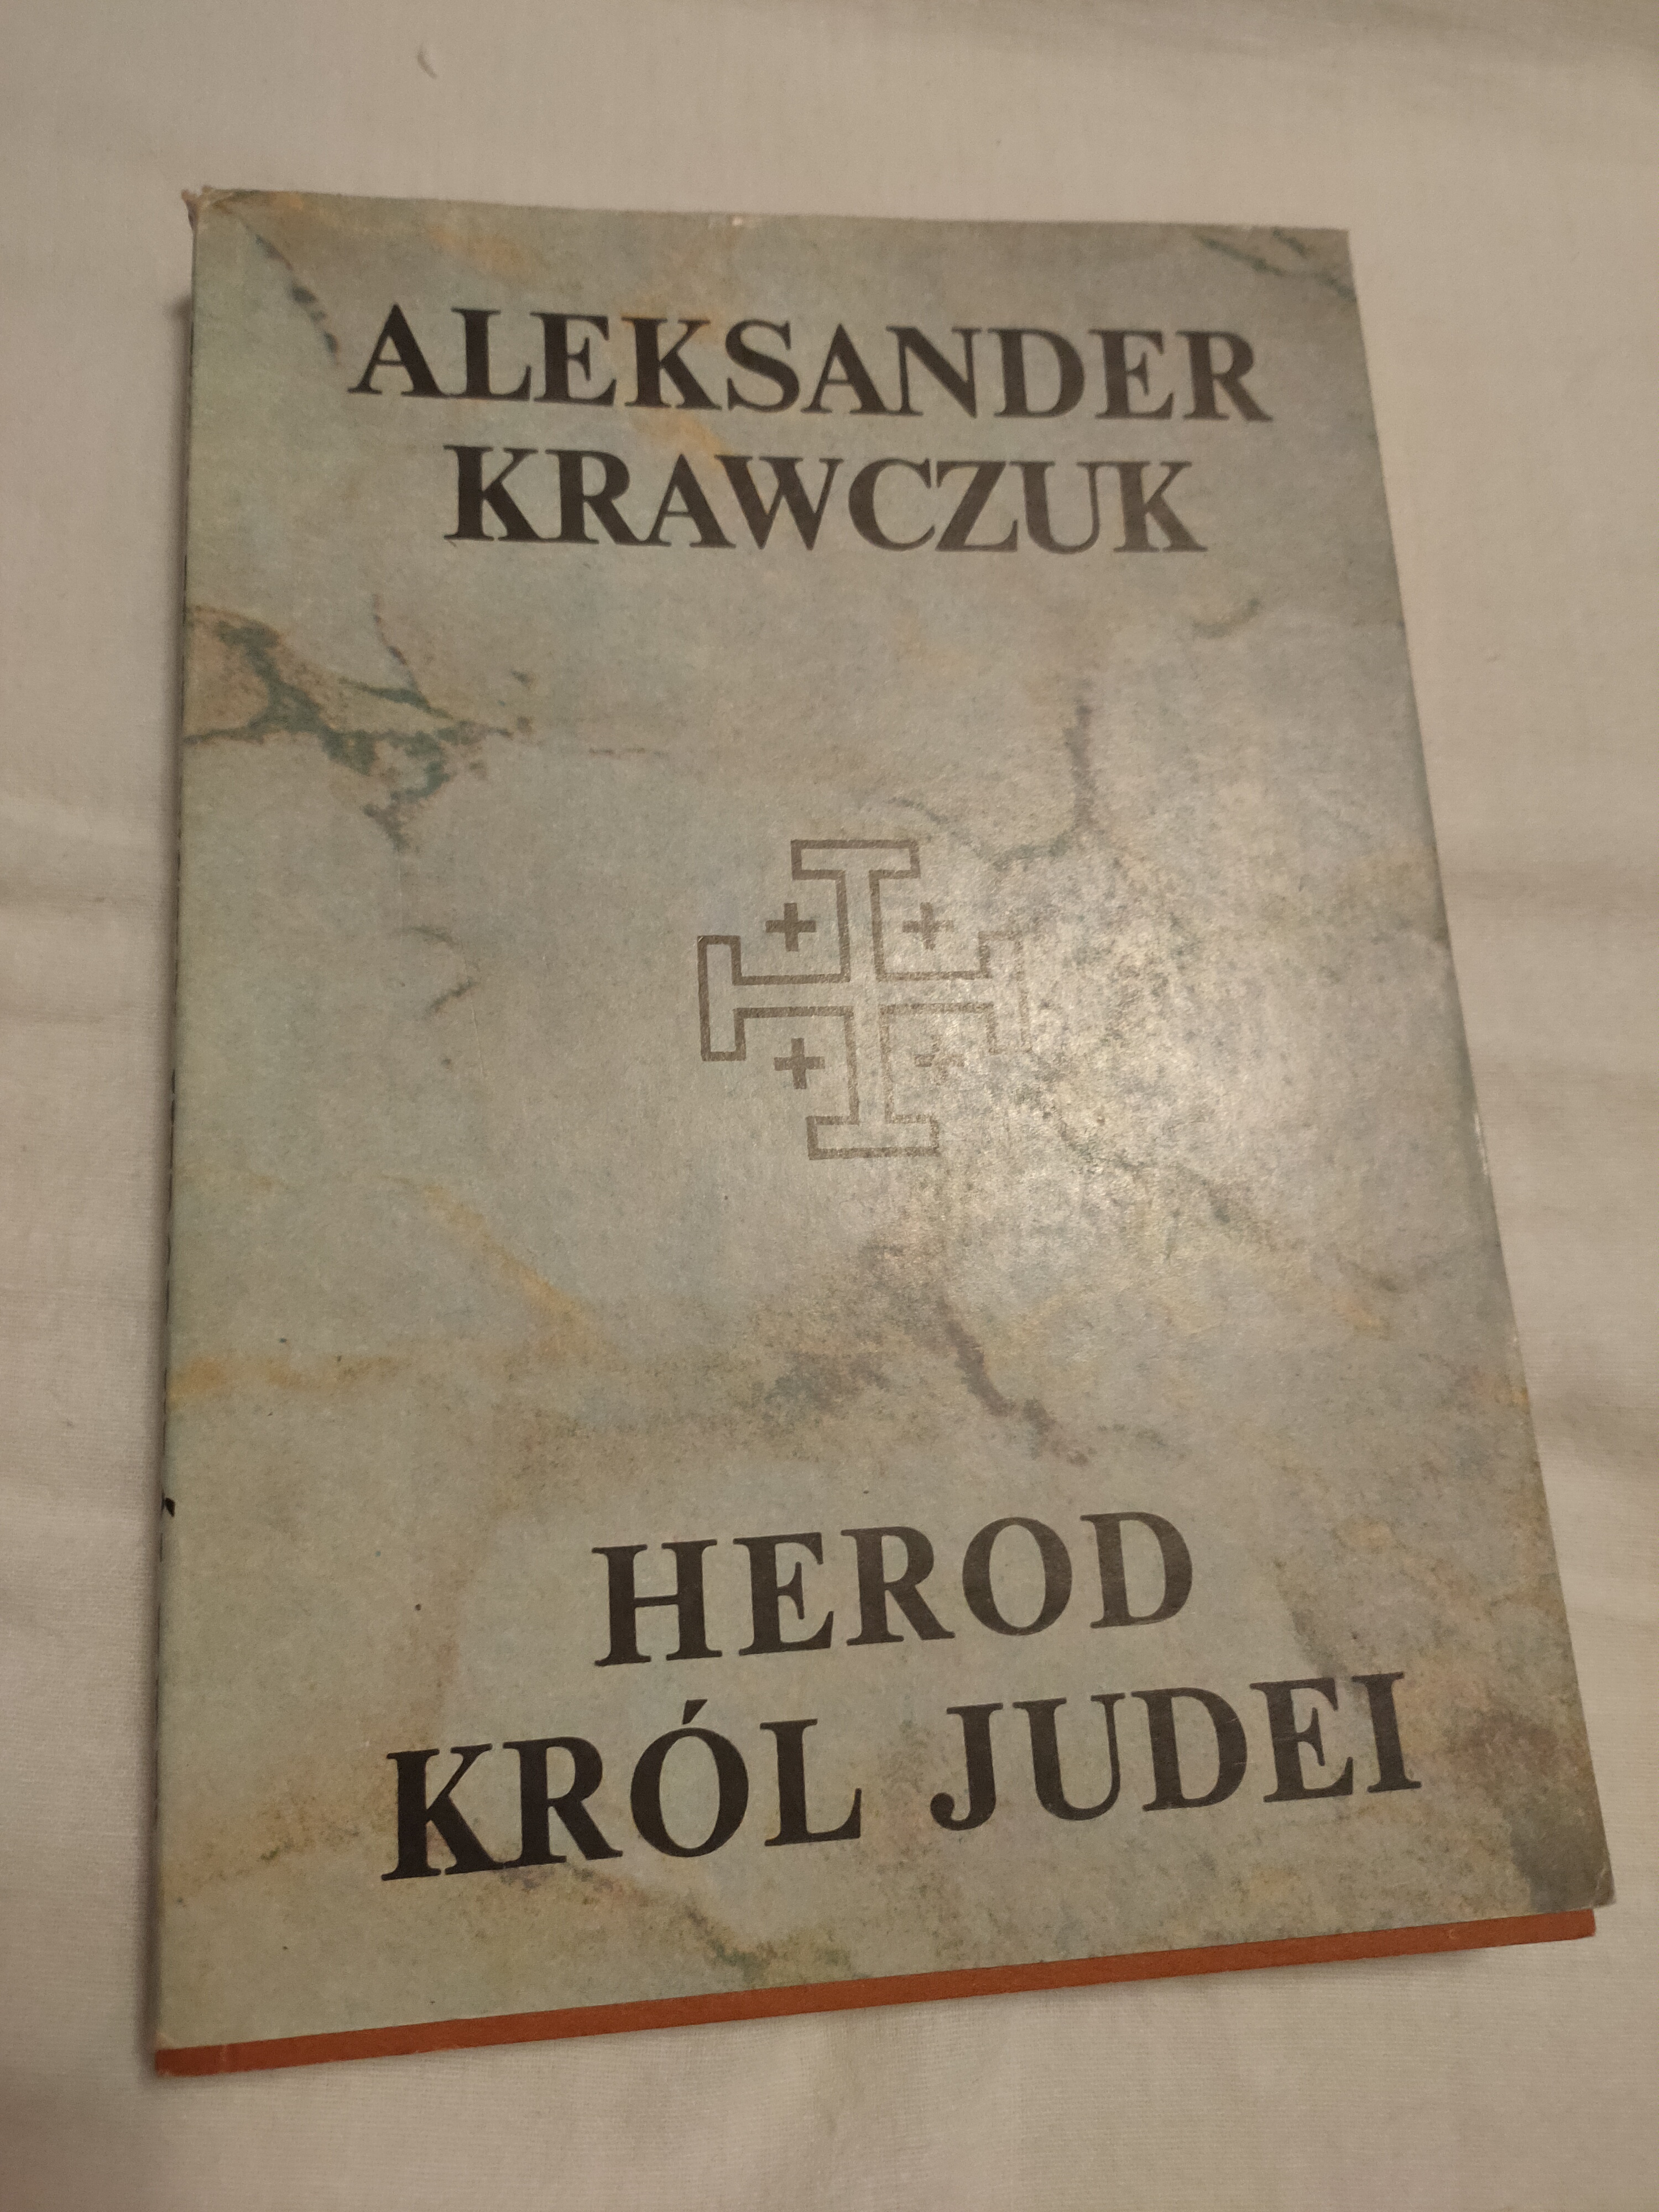 ALEKSANDER
KRAWCZUK
HEROD
KRÓL JUDEI